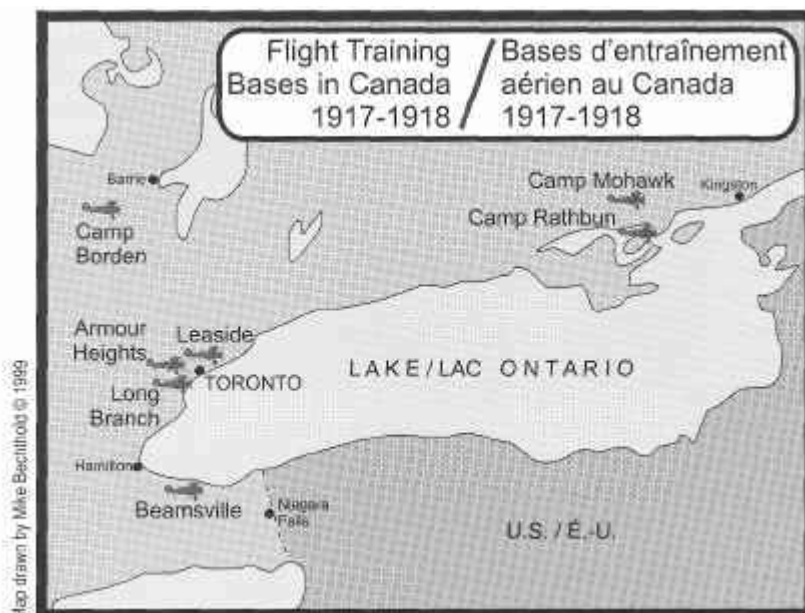 Flight Training
Bases in Canada
1917-1918
/
Bases d'entraînement
aérien au Canada
1917-1918
Barrie
Camp
Borden
Camp Mohawk
Kingston
Camp Rathbun
Armour
Heights
Leaside
TORONTO
Long
Branch
LAKE / LAC ONTARIO
Hamilton
Beamsville
Niagara
Falls
U.S. / É.-U.
Map drawn by Mike Bechthold © 1999